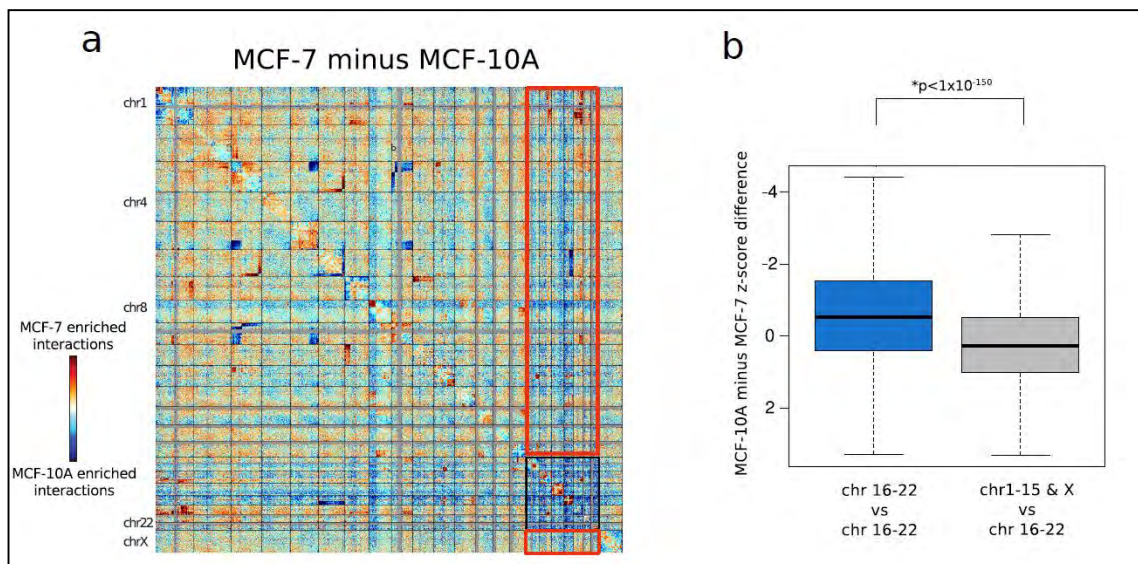 a
MCF-7 minus MCF-10A
chr1
chr4
chr8
chr22
chrX
MCF-7 enriched
interactions
MCF-10A enriched
interactions
b
*p<1x10⁻¹⁵⁰
MCF-10A minus MCF-7 z-score difference
-4
-2
0
2
chr 16-22
vs
chr 16-22
chr1-15 & X
vs
chr 16-22